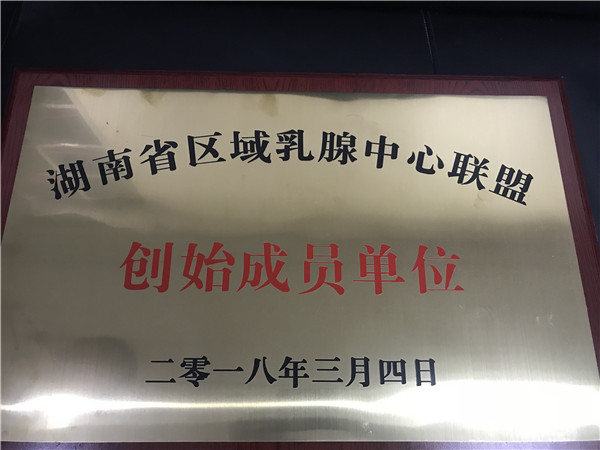 湖南省区域乳腺中心联盟
创始成员单位
二零一八年三月四日